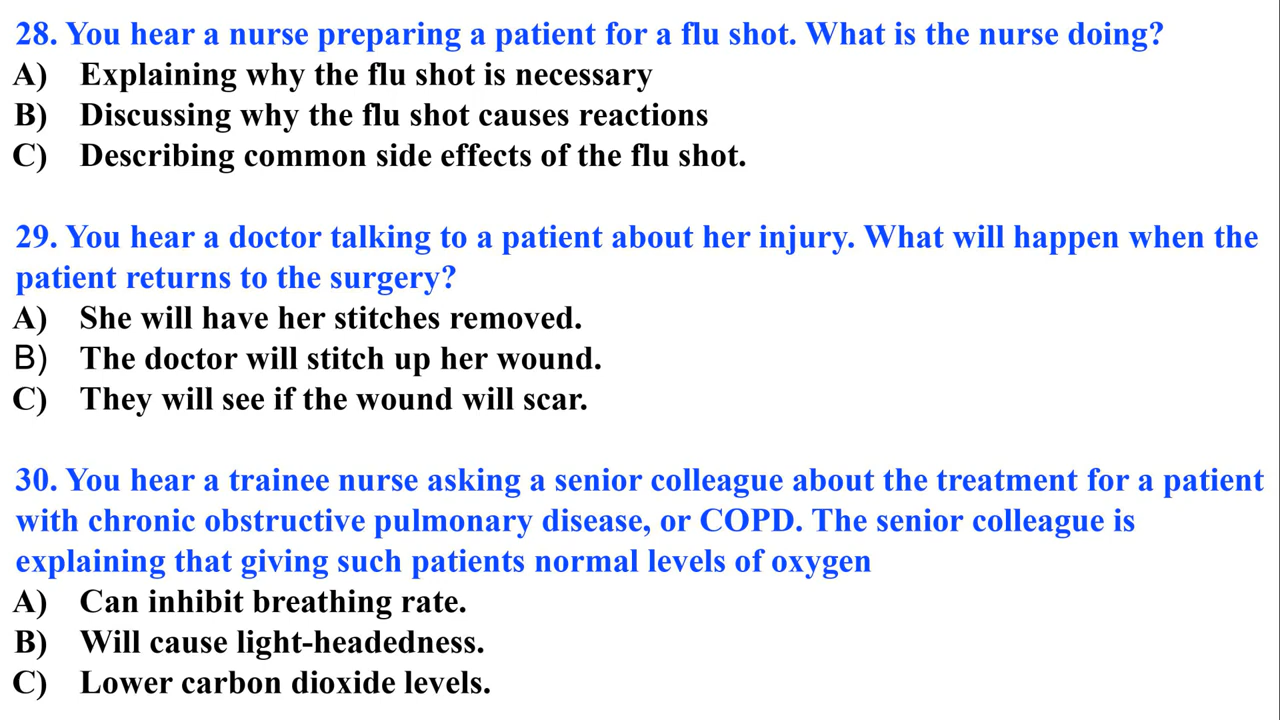 28. You hear a nurse preparing a patient for a flu shot. What is the nurse doing?
A) Explaining why the flu shot is necessary
B) Discussing why the flu shot causes reactions
C) Describing common side effects of the flu shot.
29. You hear a doctor talking to a patient about her injury. What will happen when the
patient returns to the surgery?
A) She will have her stitches removed.
B) The doctor will stitch up her wound.
C) They will see if the wound will scar.
30. You hear a trainee nurse asking a senior colleague about the treatment for a patient
with chronic obstructive pulmonary disease, or COPD. The senior colleague is
explaining that giving such patients normal levels of oxygen
A) Can inhibit breathing rate.
B) Will cause light-headedness.
C) Lower carbon dioxide levels.